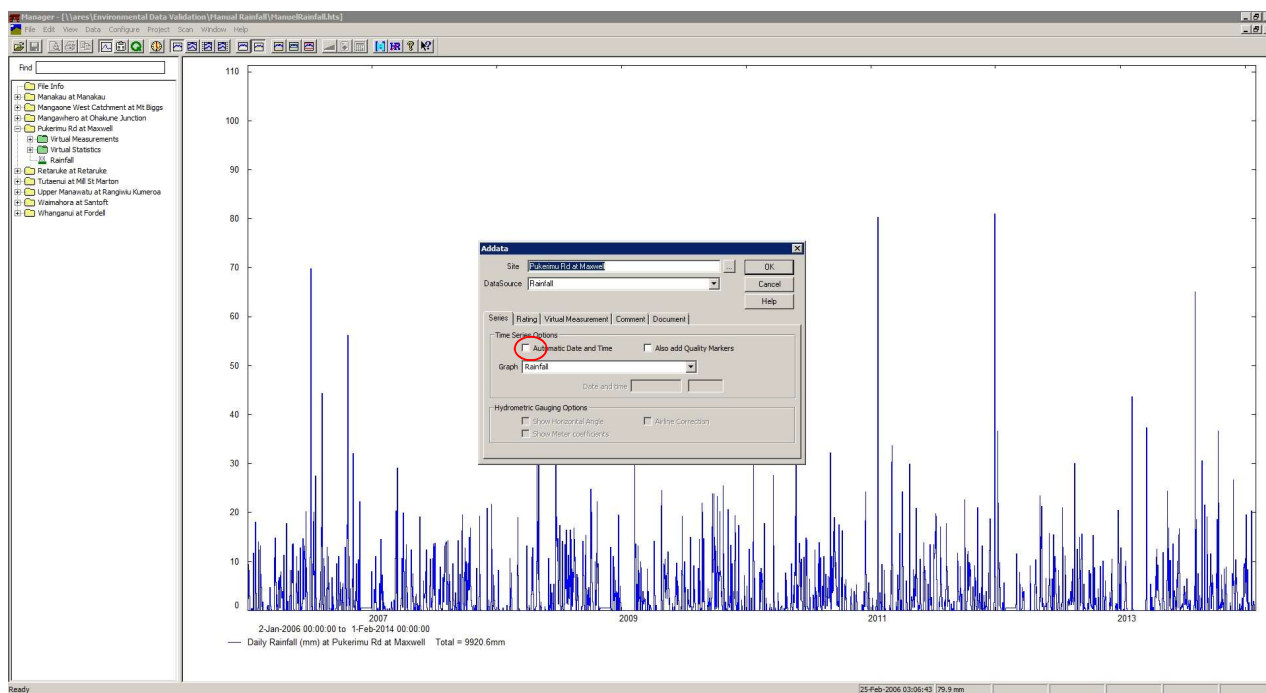 Manager - [\\ares\Environmental Data Validation\Manual Rainfall\ManuelRainfall.hts]
File Edit View Data Configure Project Scan Window Help
Find
File Info
Manakau at Manakau
Mangaone West Catchment at Mt Biggs
Mangawhero at Ohakune Junction
Pukerimu Rd at Maxwell
Virtual Measurements
Virtual Statistics
Rainfall
Retaruke at Retaruke
Tutaenui at Mill St Marton
Upper Manawatu at Rangiwiu Kumeroa
Waimahora at Santoft
Whanganui at Fordell
110
100
90
80
70
60
50
40
30
20
10
0
Addata
Site Pukerimu Rd at Maxwell ... OK
DataSource Rainfall Cancel
Help
Series Rating Virtual Measurement Comment Document
Time Series Options
Automatic Date and Time Also add Quality Markers
Graph Rainfall
Date and time
Hydrometric Gauging Options
Show Horizontal Angle Airline Correction
Show Meter coefficients
2007 2009 2011 2013
2-Jan-2006 00:00:00 to 1-Feb-2014 00:00:00
Daily Rainfall (mm) at Pukerimu Rd at Maxwell Total = 9920.6mm
Ready 25-Feb-2006 03:06:43 79.9 mm